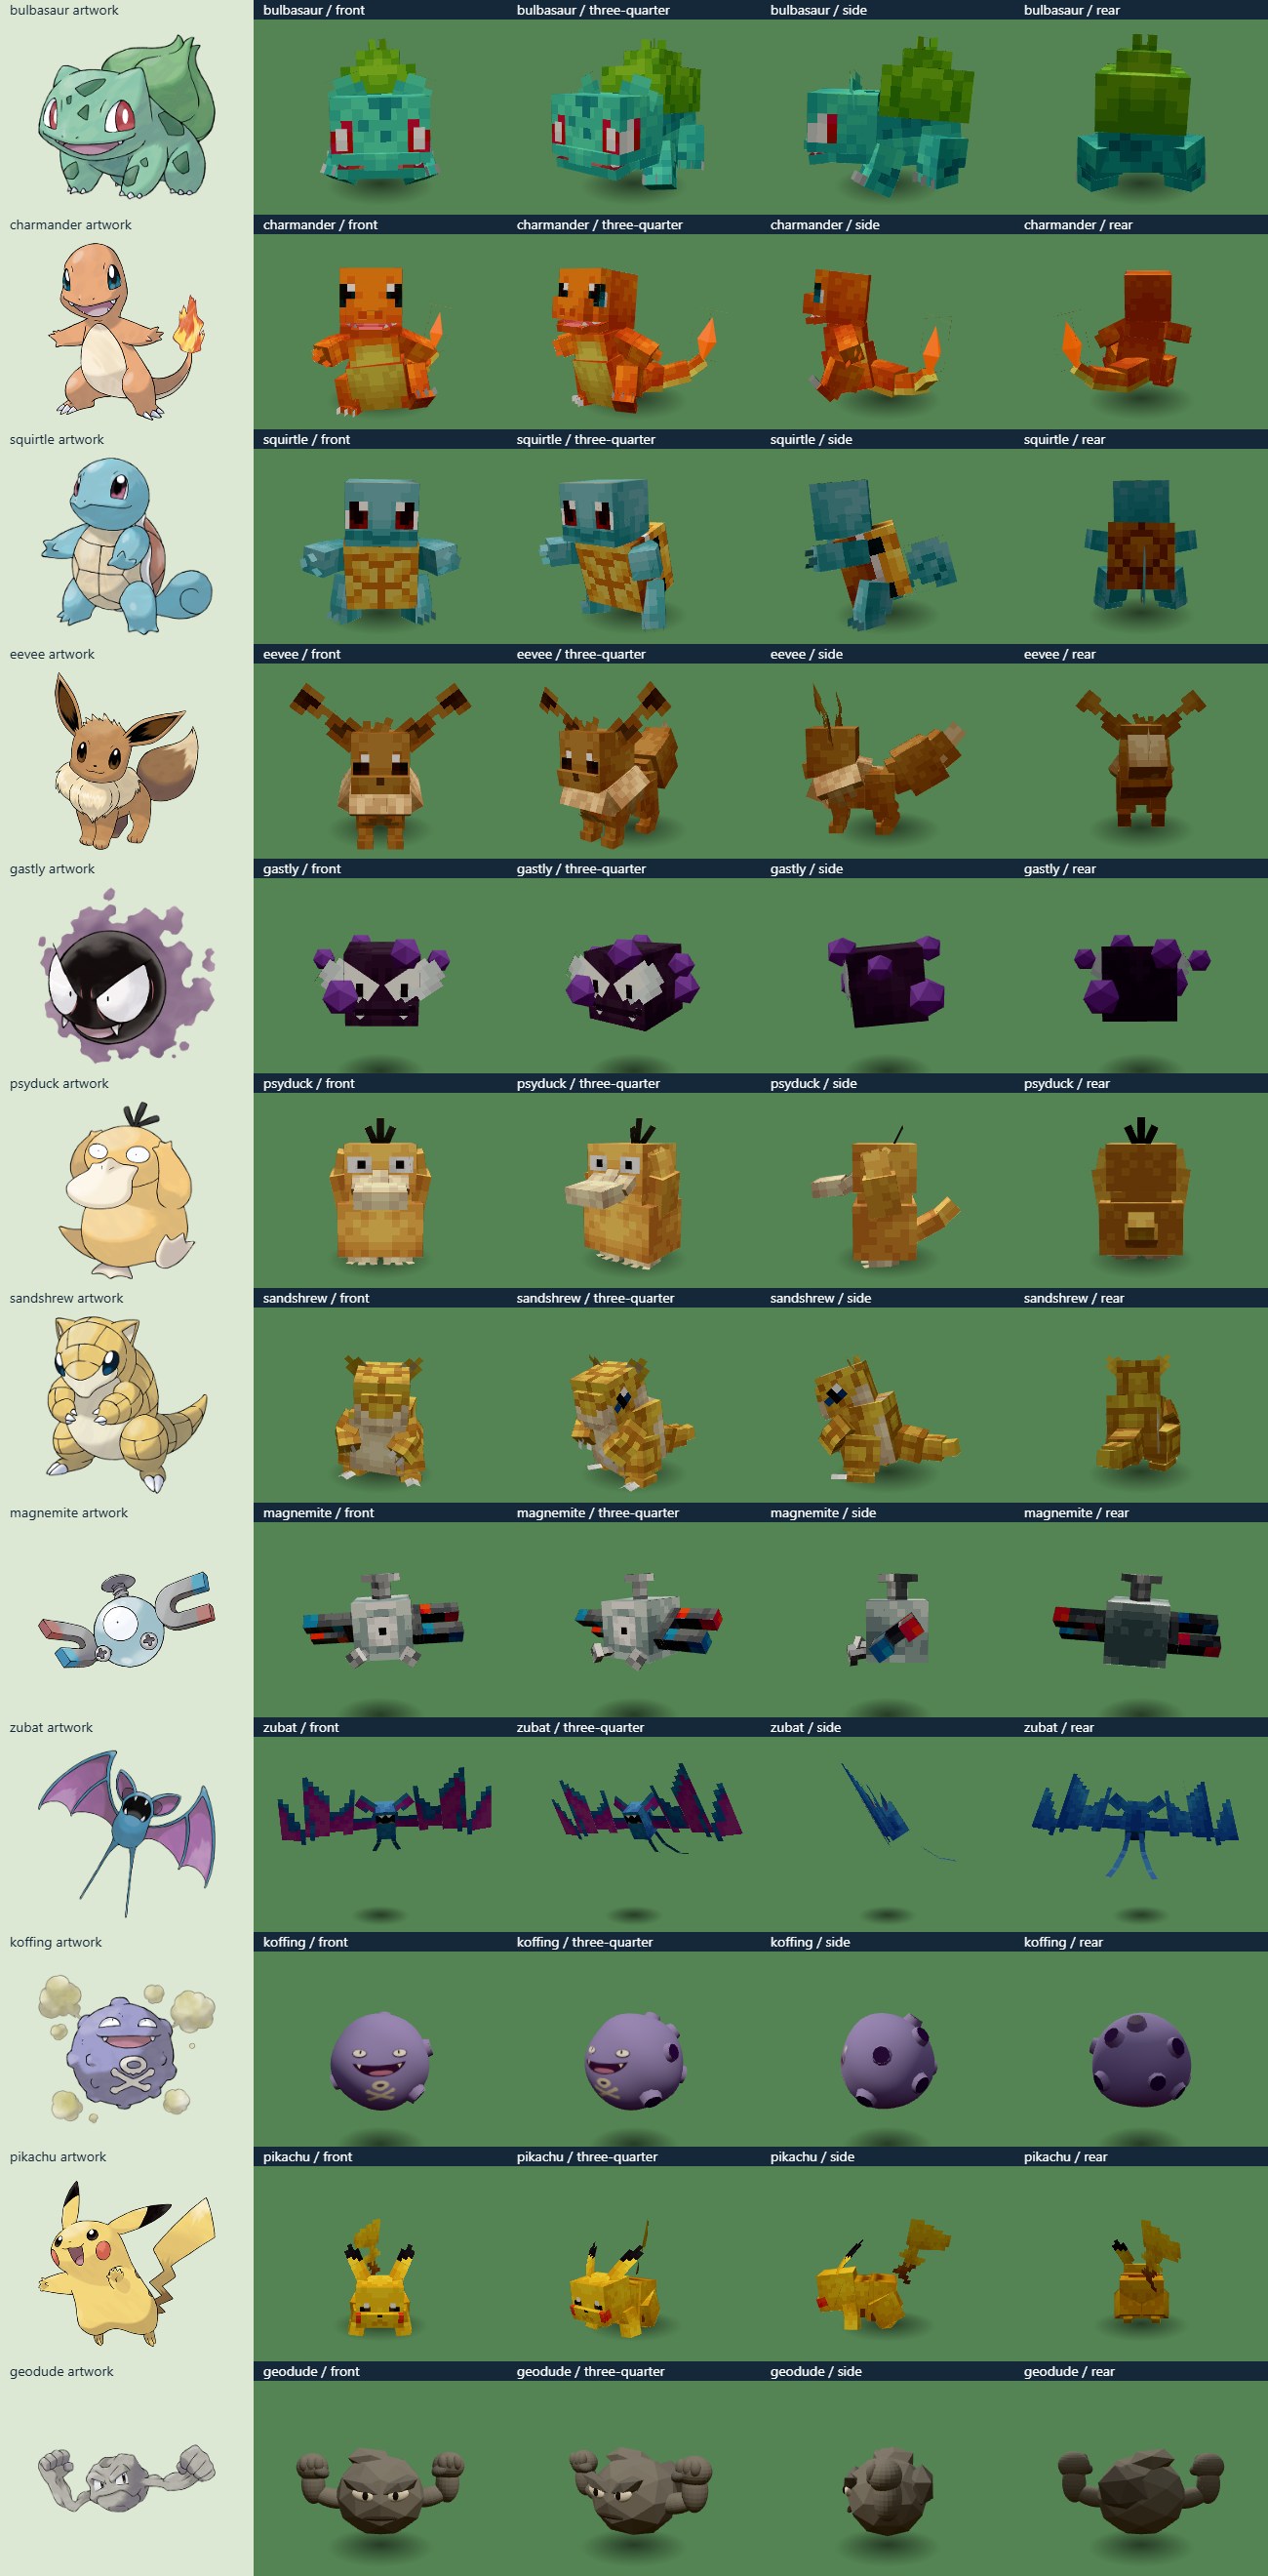 bulbasaur artwork bulbasaur / front bulbasaur / three-quarter bulbasaur / side bulbasaur / rear
charmander artwork charmander / front charmander / three-quarter charmander / side charmander / rear
squirtle artwork squirtle / front squirtle / three-quarter squirtle / side squirtle / rear
eevee artwork eevee / front eevee / three-quarter eevee / side eevee / rear
gastly artwork gastly / front gastly / three-quarter gastly / side gastly / rear
psyduck artwork psyduck / front psyduck / three-quarter psyduck / side psyduck / rear
sandshrew artwork sandshrew / front sandshrew / three-quarter sandshrew / side sandshrew / rear
magnemite artwork magnemite / front magnemite / three-quarter magnemite / side magnemite / rear
zubat artwork zubat / front zubat / three-quarter zubat / side zubat / rear
koffing artwork koffing / front koffing / three-quarter koffing / side koffing / rear
pikachu artwork pikachu / front pikachu / three-quarter pikachu / side pikachu / rear
geodude artwork geodude / front geodude / three-quarter geodude / side geodude / rear